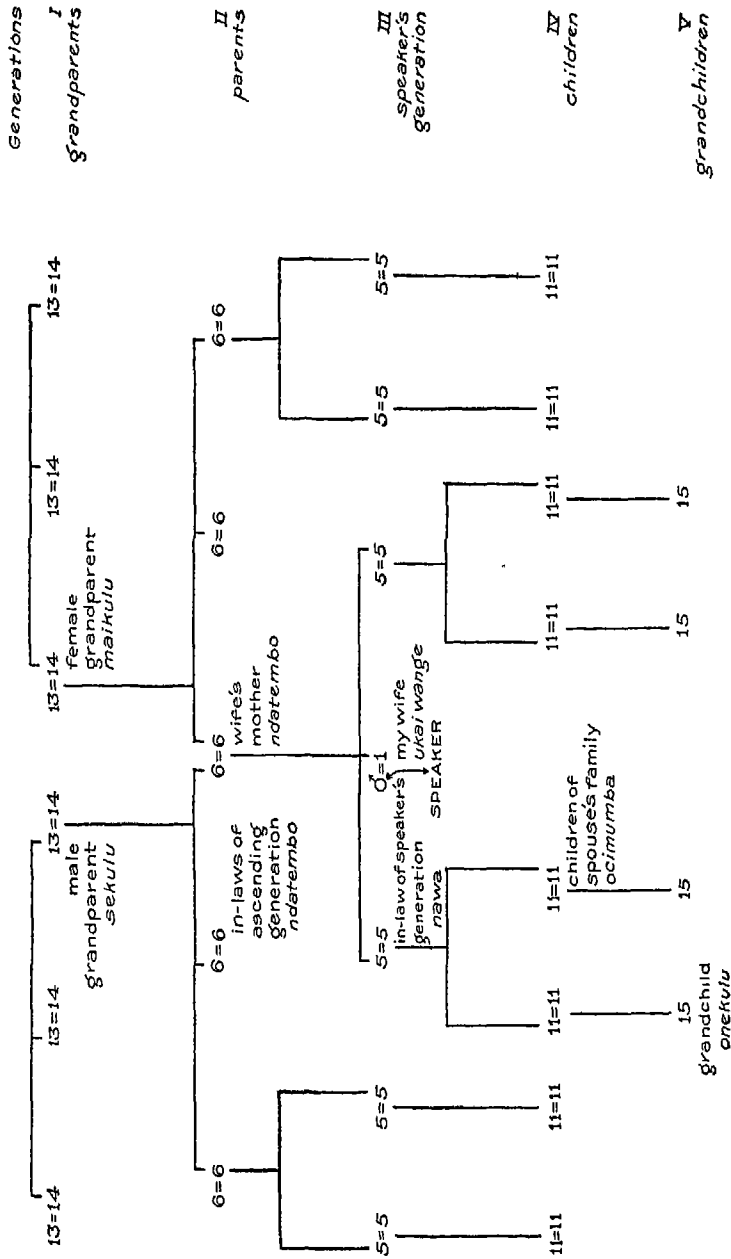 Generations
13=14 13=14 13=14 13=14 13=14 13=14 I
grandparents
male
grandparent
sekulu
female
grandparent
maikulu
6=6 6=6 6=6 6=6 6=6 II
parents
in-laws of
ascending
generation
ndatembo
wife's
mother
ndatembo
5=5 5=5 5=5 ♂=1 5=5 5=5 5=5 III
speaker's
generation
in-law of speaker's
generation
nawa
my wife
ukai wange
SPEAKER
11=11 11=11 11=11 11=11 11=11 11=11 11=11 11=11 IV
children
children of
spouse's family
ocimumba
15 15 15 15 V
grandchildren
grandchild
onekulu